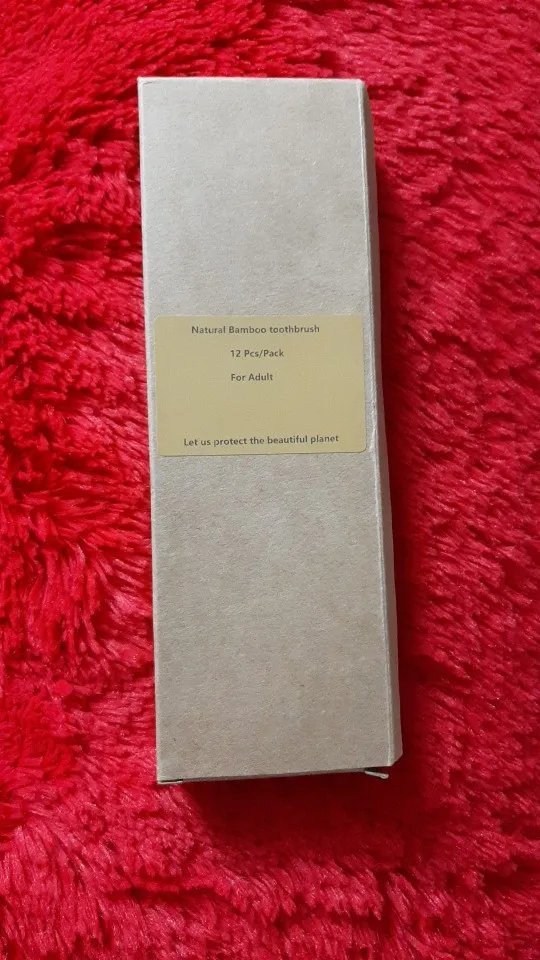 Natural Bamboo toothbrush
12 Pcs/Pack
For Adult
Let us protect the beautiful planet